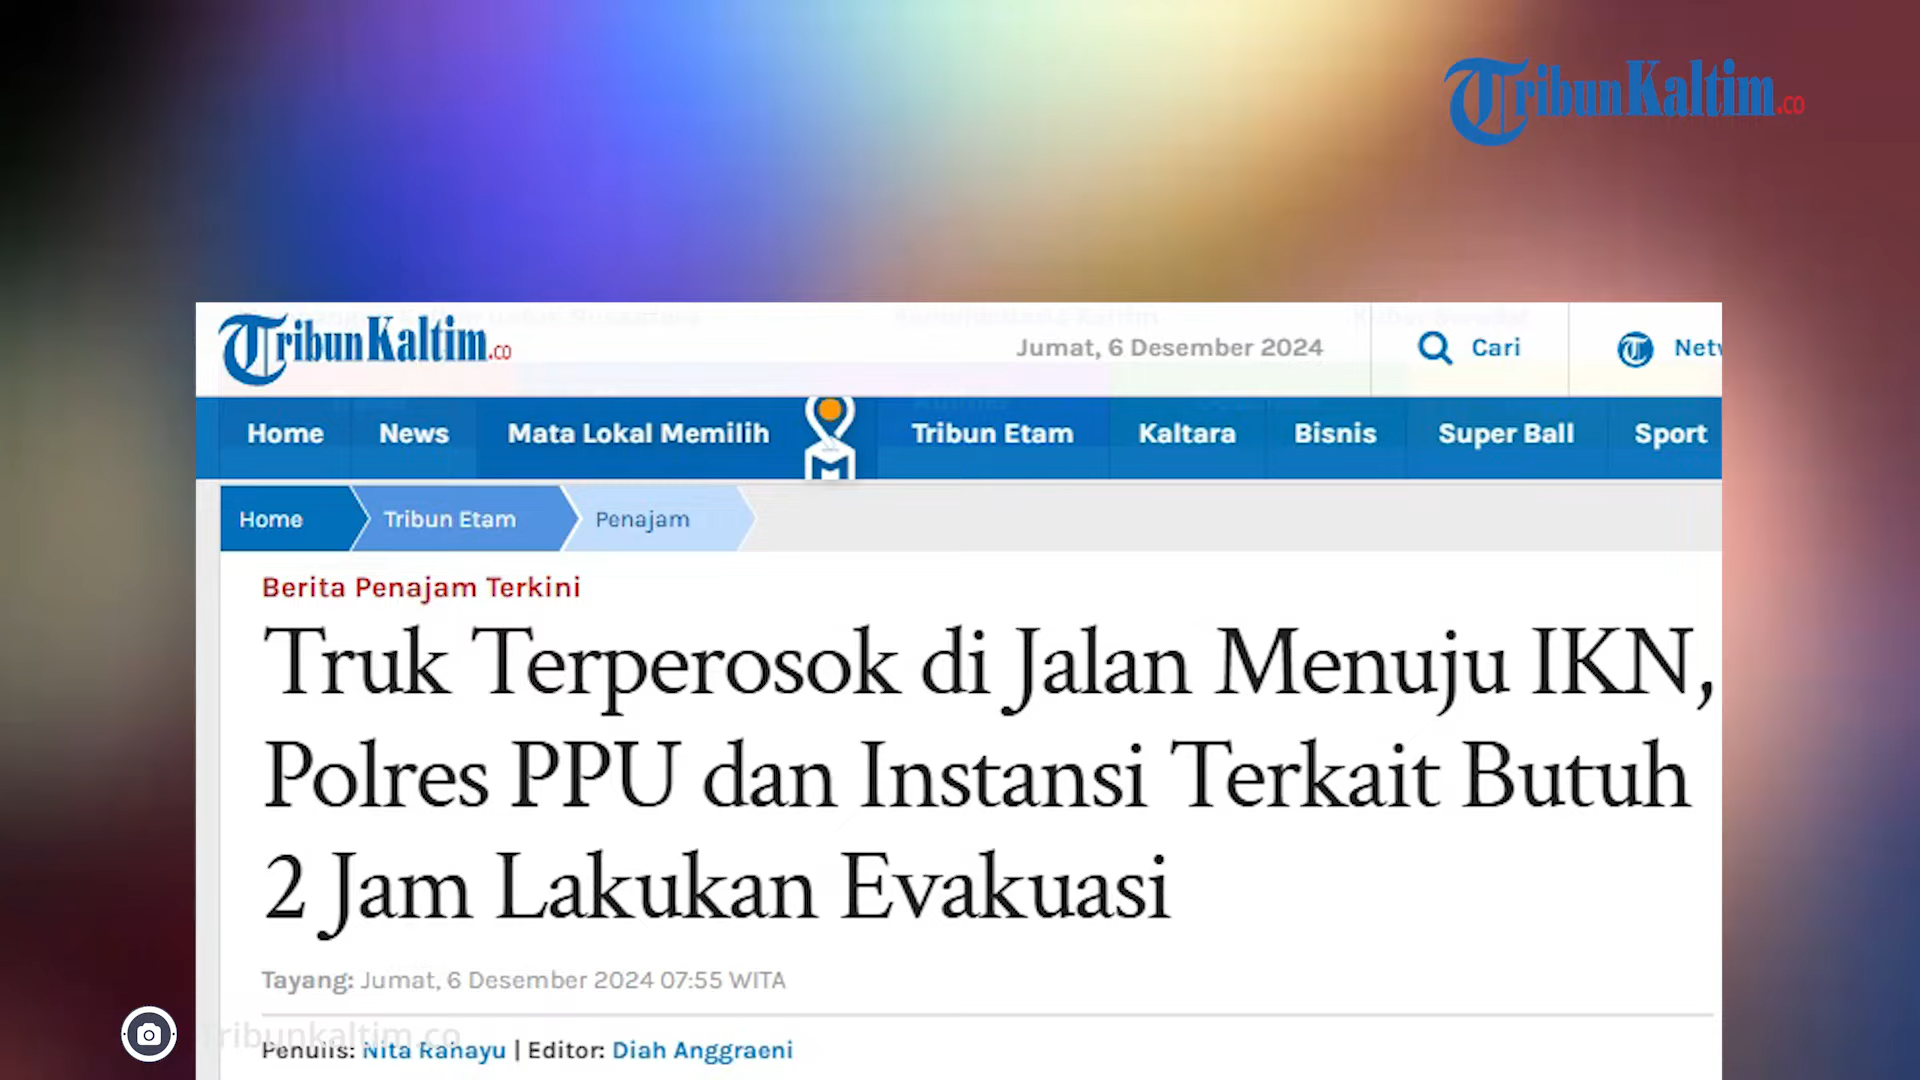 TribunKaltim.co
TribunKaltim.co
Jumat, 6 Desember 2024
Cari
Home News Mata Lokal Memilih Tribun Etam Kaltara Bisnis Super Ball Sport
Home Tribun Etam Penajam
Berita Penajam Terkini
Truk Terperosok di Jalan Menuju IKN,
Polres PPU dan Instansi Terkait Butuh
2 Jam Lakukan Evakuasi
Tayang: Jumat, 6 Desember 2024 07:55 WITA
Tribunkaltim.co
Penulis: Nita Rahayu | Editor: Diah Anggraeni